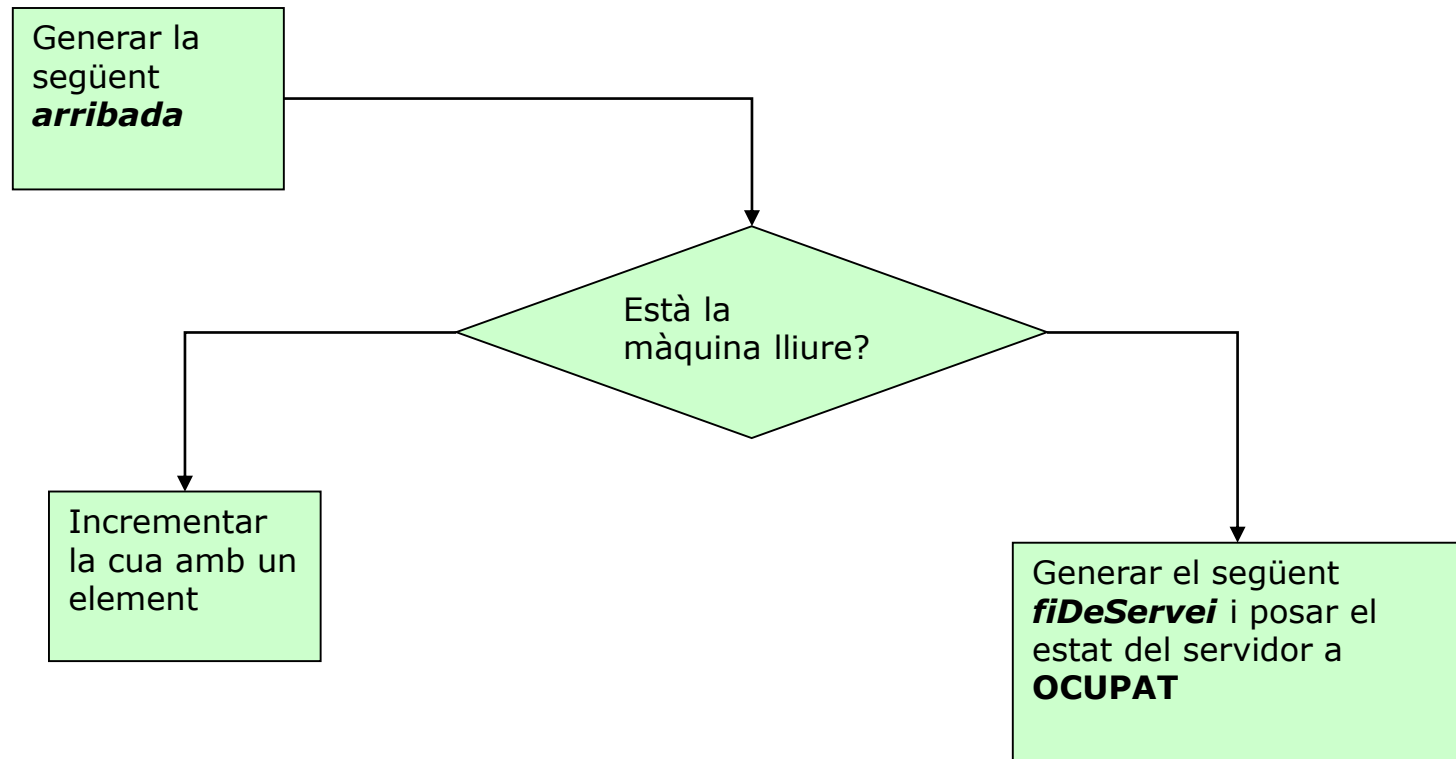 Generar la
següent
arribada
Està la
màquina lliure?
Incrementar
la cua amb un
element
Generar el següent
fiDeServei i posar el
estat del servidor a
OCUPAT